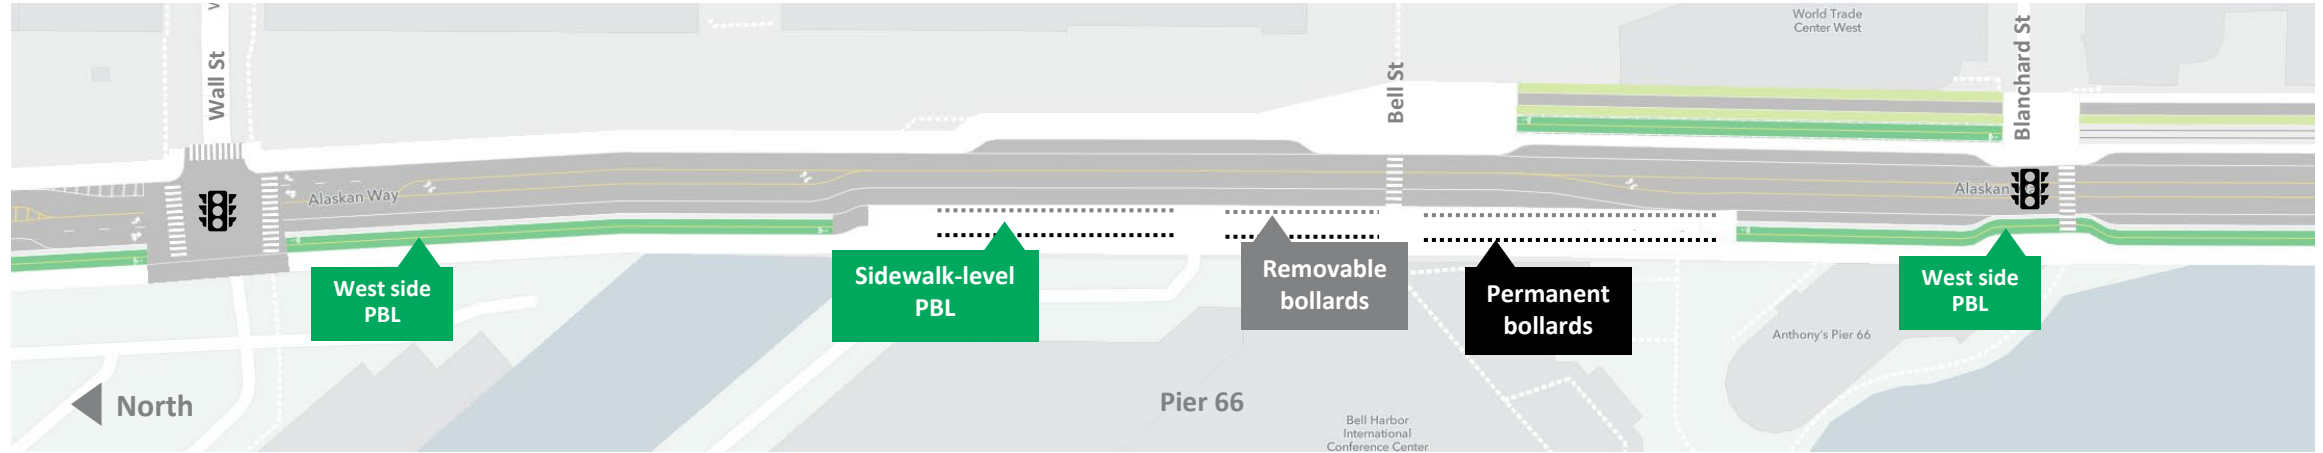 World Trade
Center West
Wall St
Bell St
Blanchard St
Alaskan Way
Alaskan
West side
PBL
Sidewalk-level
PBL
Removable
bollards
Permanent
bollards
West side
PBL
Anthony's Pier 66
North
Pier 66
Bell Harbor
International
Conference Center